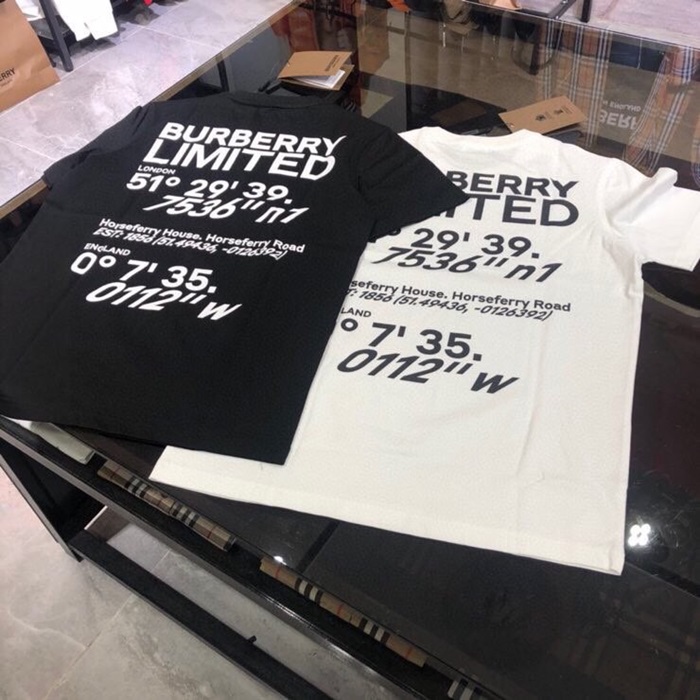 BURBERRY
LIMITED
LONDON
51° 29' 39.
7536"n1
Horseferry House. Horseferry Road
EST: 1856 (51.49436, -0126392)
ENGLAND
0° 7' 35.
0112"w
BERRY
ITED
° 29' 39.
7536"n1
seferry House. Horseferry Road
T: 1856 (51.49436, -0126392)
LAND
° 7' 35.
0112"w